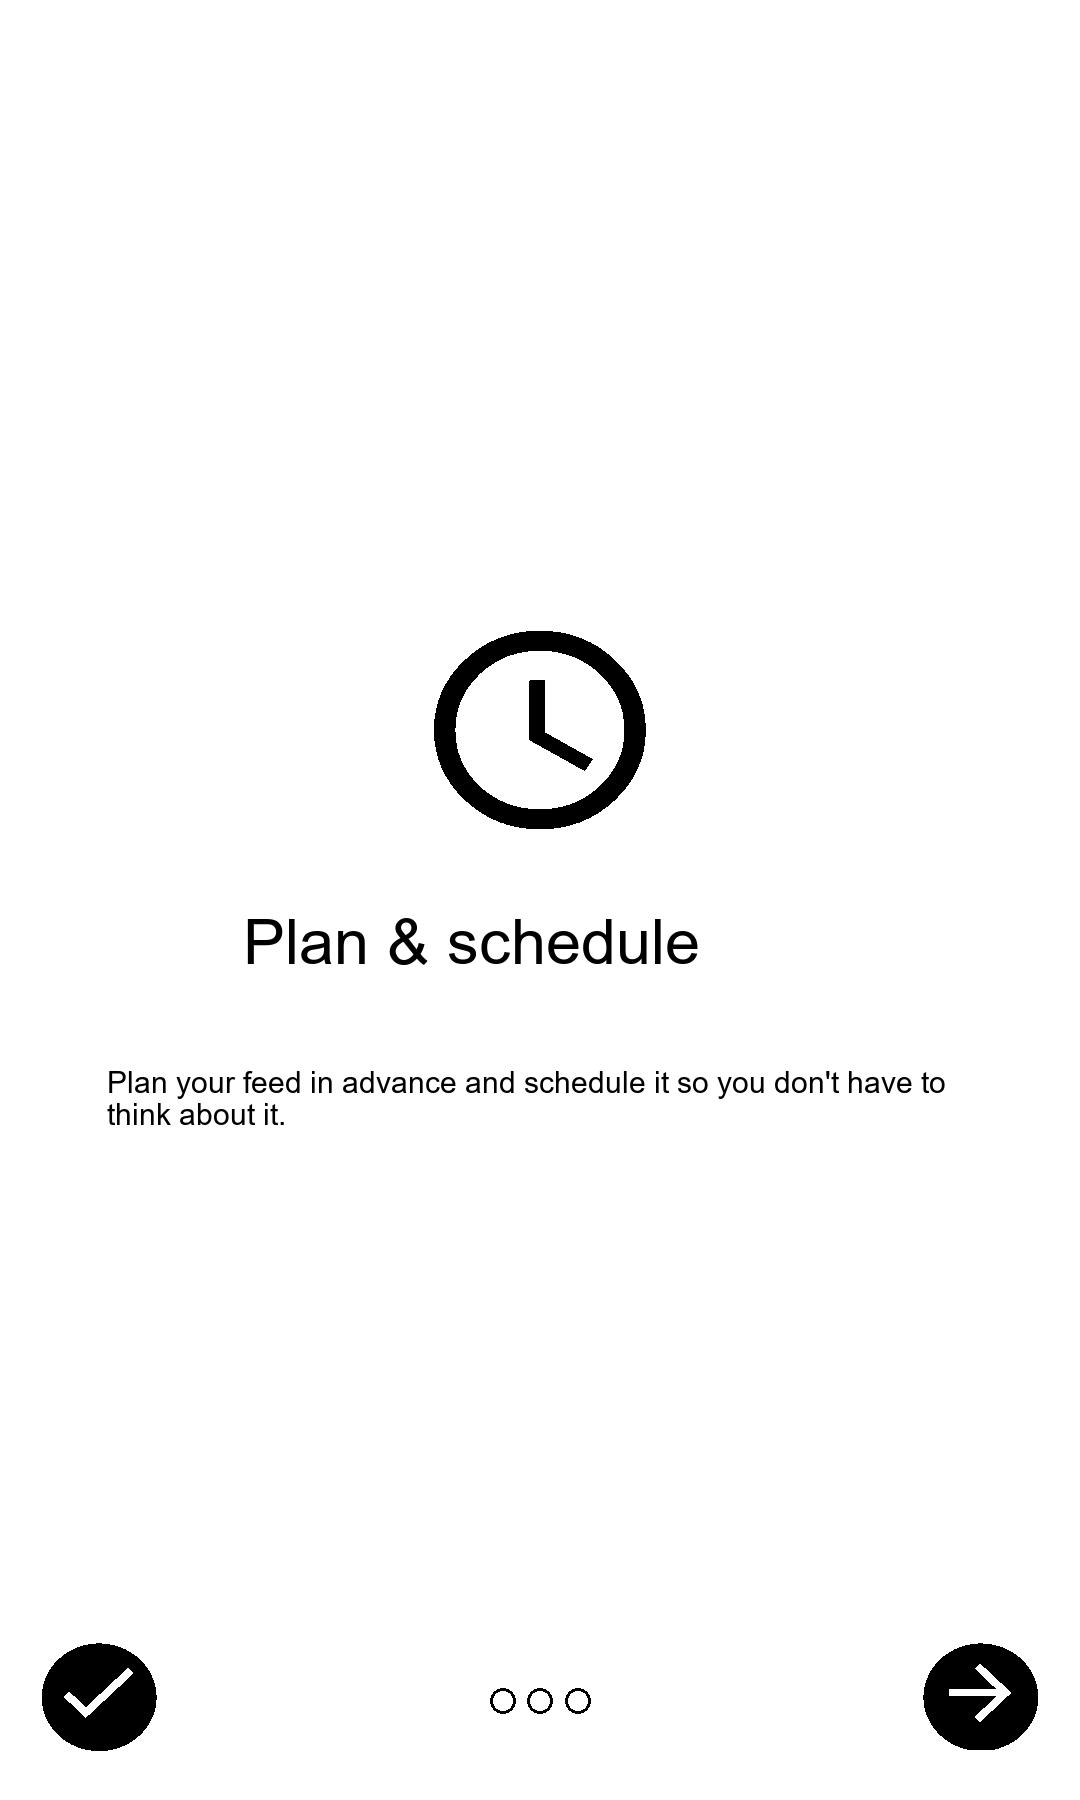 Plan & schedule
Plan your feed in advance and schedule it so you don't have to
think about it.